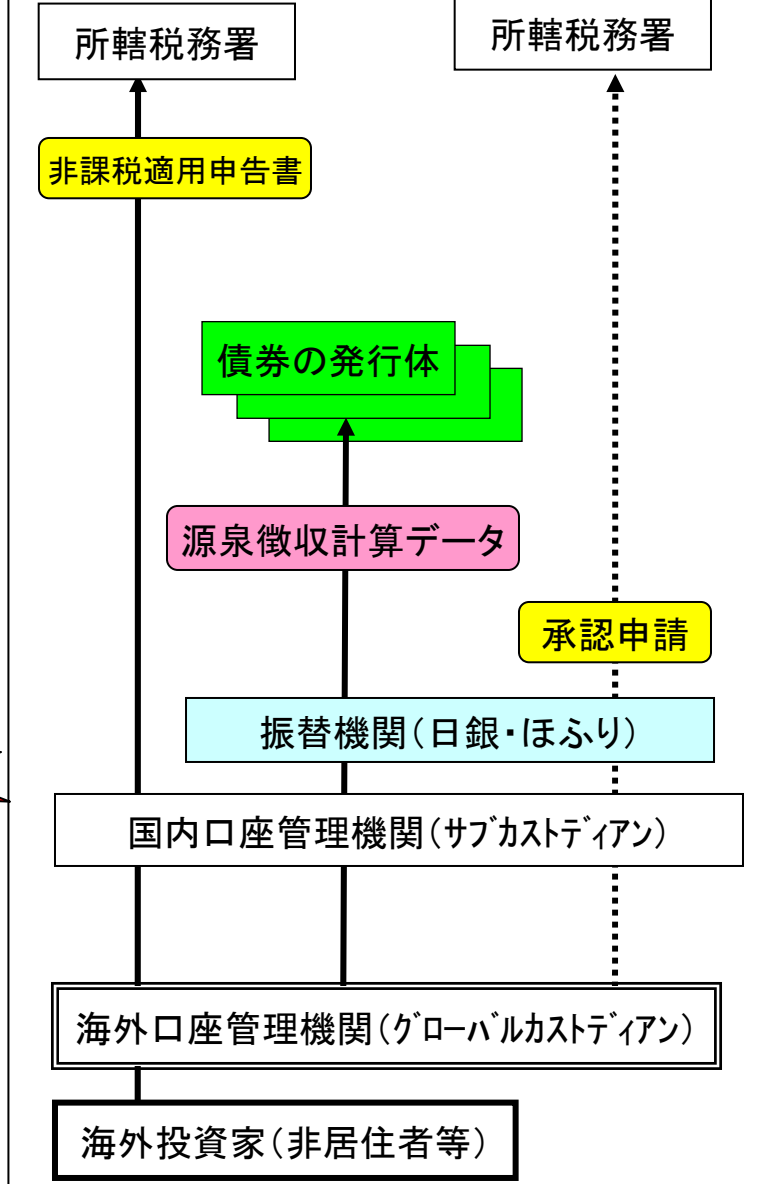 所轄税務署
所轄税務署
非課税適用申告書
債券の発行体
源泉徴収計算データ
承認申請
振替機関(日銀・ほふり)
国内口座管理機関(ｻﾌﾞｶｽﾄﾃﾞｨｱﾝ)
海外口座管理機関(ｸﾞﾛｰﾊﾞﾙｶｽﾄﾃﾞｨｱﾝ)
海外投資家(非居住者等)